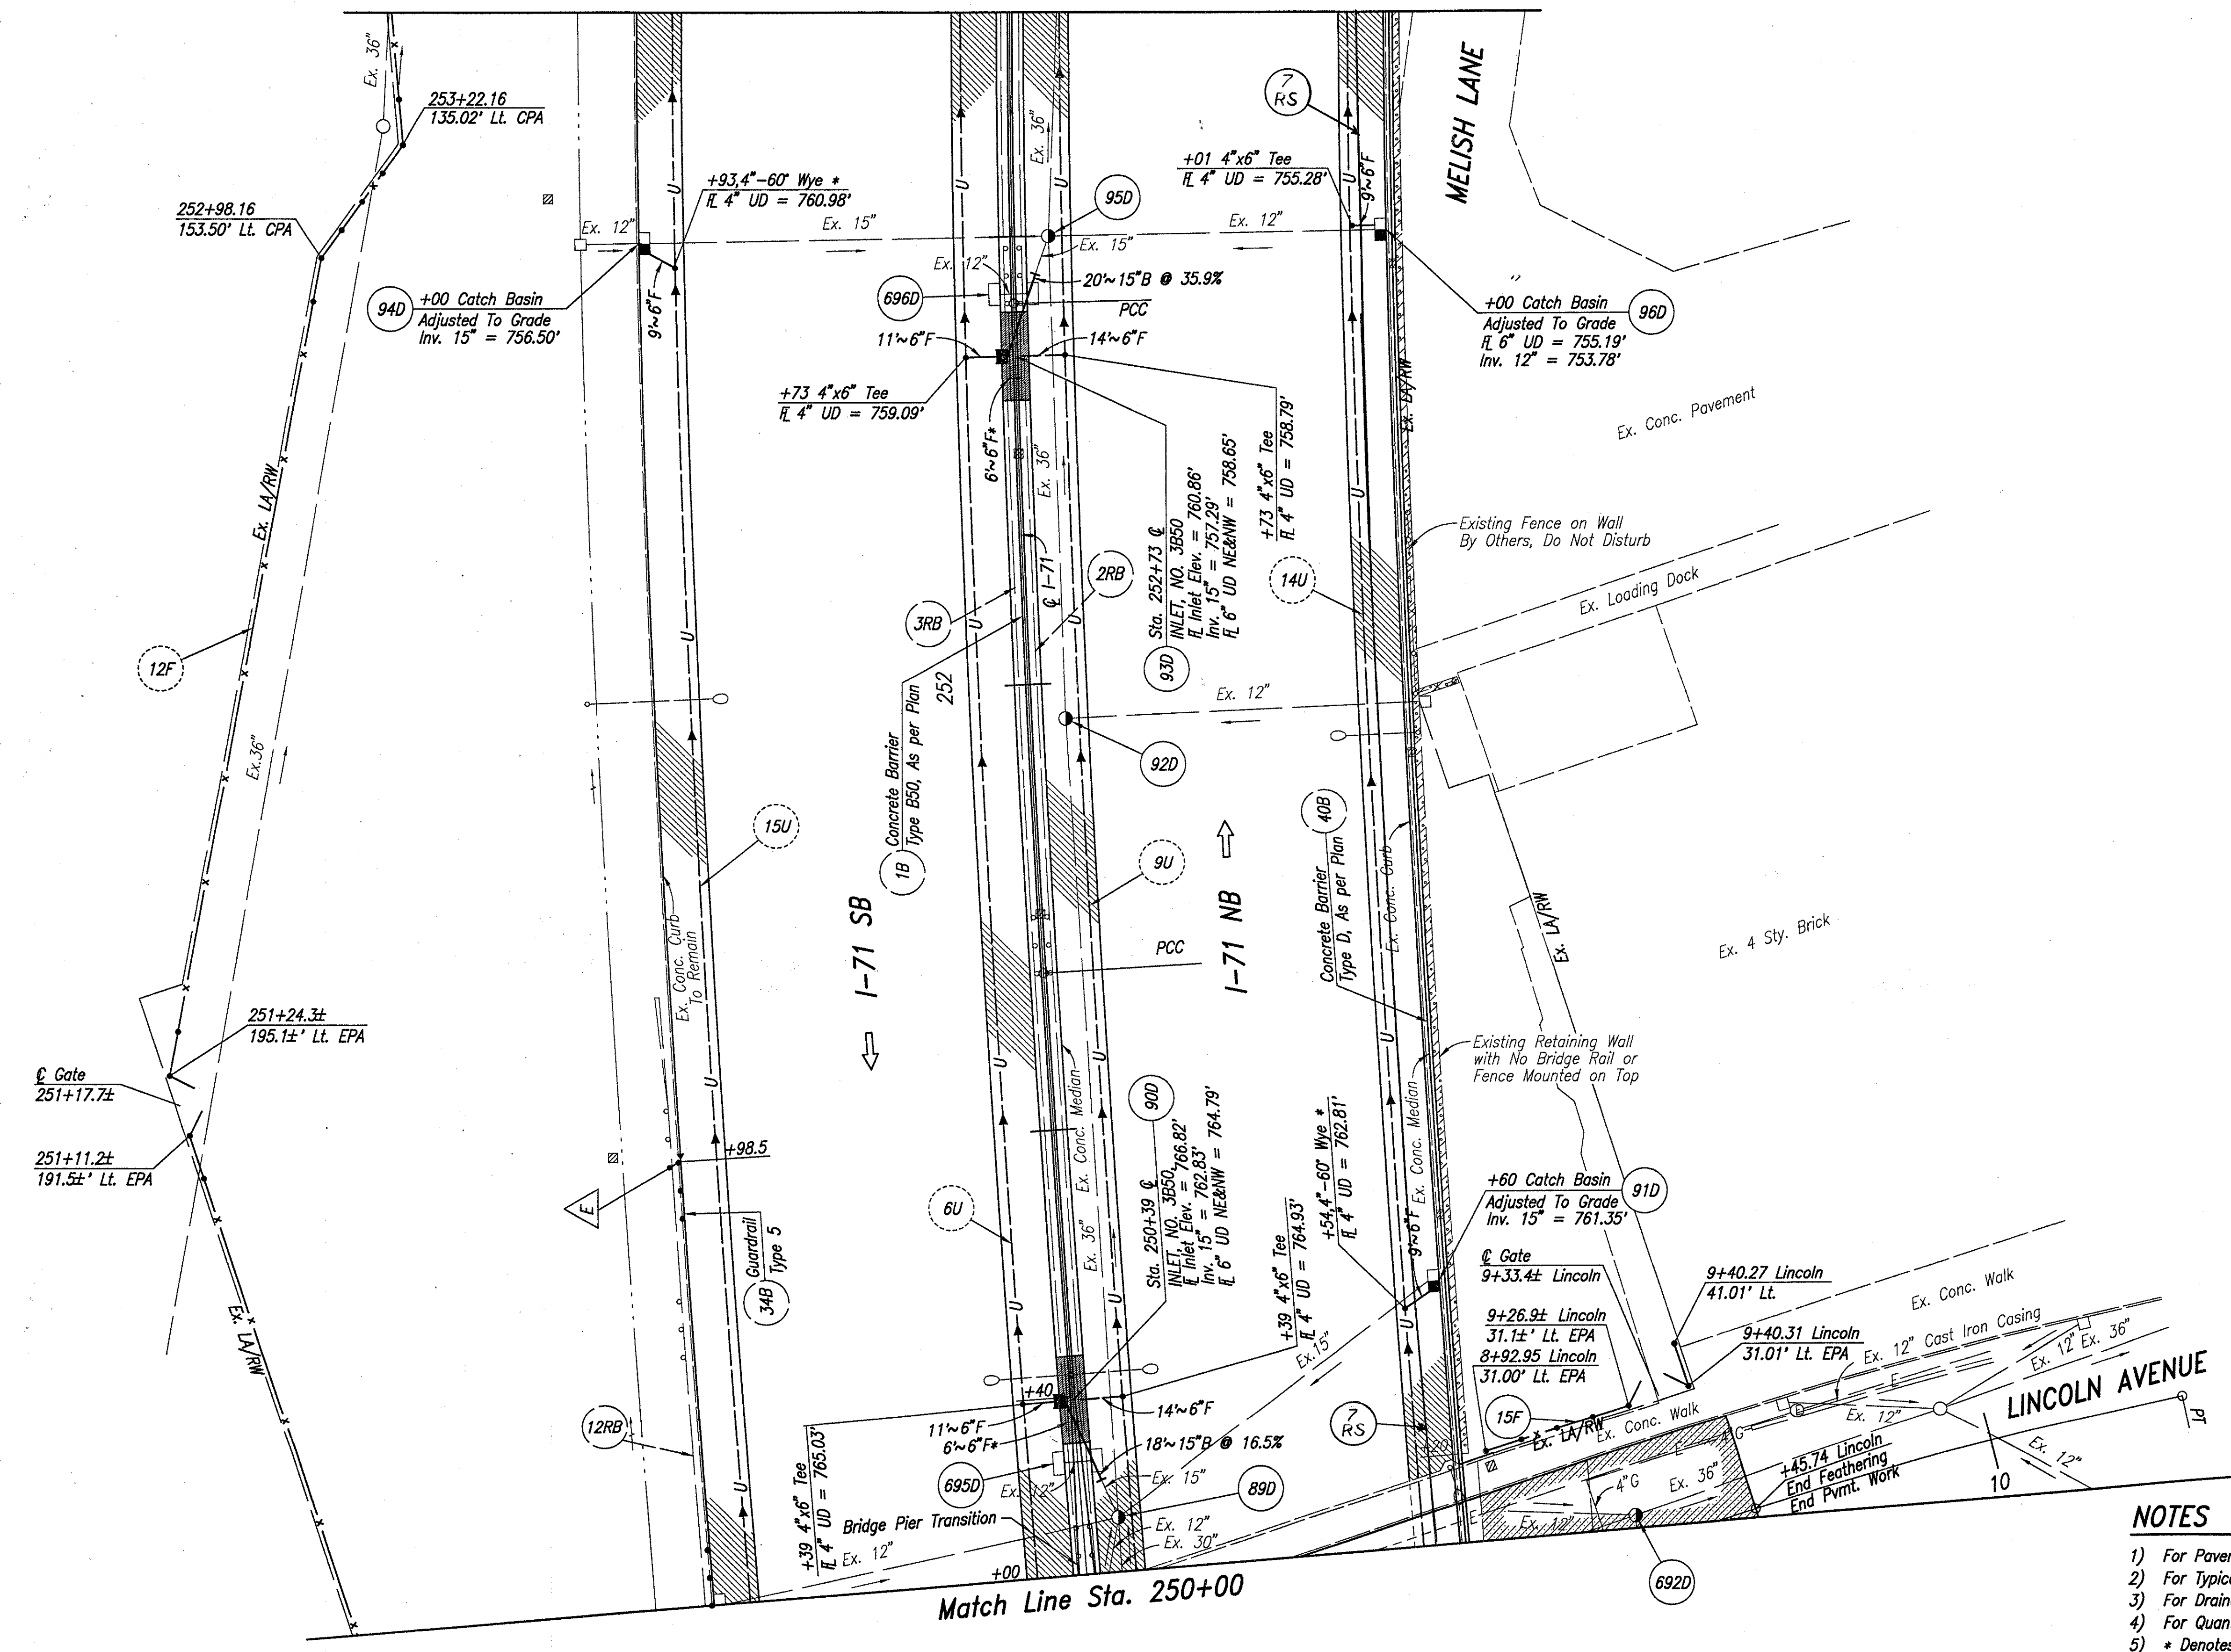 Ex. 36"
253+22.16
135.02' Lt. CPA
252+98.16
153.50' Lt. CPA
Ex. LA/RW
12F
Ex.36"
251+24.3±
195.1±' Lt. EPA
℄ Gate
251+17.7±
251+11.2±
191.5±' Lt. EPA
Ex. LA/RW
94D
+00 Catch Basin
Adjusted To Grade
Inv. 15" = 756.50'
Ex. 12"
+93,4"-60° Wye *
FL 4" UD = 760.98'
9'~6"F
Ex. 15"
U
U
15U
Ex. Conc. Curb
To Remain
U
+98.5
E
34B
Guardrail
Type 5
12RB
U
U
696D
Ex. 12"
11'~6"F
+73 4"x6" Tee
FL 4" UD = 759.09'
6'~6"F*
95D
Ex. 36"
Ex. 15"
20'~15"B @ 35.9%
PCC
14'~6"F
Ex. 36"
U
U
℄ I-71
2RB
3RB
U
U
252
1B
Concrete Barrier
Type B50, As per Plan
93D
Sta. 252+73 ℄
INLET, NO. 3B50
FL Inlet Elev. = 760.86'
Inv. 15" = 757.29'
FL 6" UD NE&NW = 758.65'
+73 4"x6" Tee
FL 4" UD = 758.79'
Ex. 12"
92D
9U
I-71 SB
I-71 NB
PCC
U
U
6U
Ex. Conc. Median
Ex. 36"
90D
Sta. 250+39 ℄
INLET, NO. 3B50,
FL Inlet Elev. = 766.82'
Inv. 15" = 762.83'
FL 6" UD NE&NW = 764.79'
+39 4"x6" Tee
FL 4" UD = 764.93'
U
U
+40
11'~6"F
6'~6"F*
14'~6"F
18'~15"B @ 16.5%
+39 4"x6" Tee
FL 4" UD = 765.03'
695D
Ex. 12"
Ex. 15"
89D
Bridge Pier Transition
Ex. 12"
Ex. 12"
Ex. 30"
+00
Match Line Sta. 250+00
7
RS
MELISH LANE
+01 4"x6" Tee
FL 4" UD = 755.28'
U
9'~6"F
Ex. 12"
+00 Catch Basin
Adjusted To Grade
FL 6" UD = 755.19'
Inv. 12" = 753.78'
96D
Ex. LA/RW
Ex. Conc. Pavement
U
Existing Fence on Wall
By Others, Do Not Disturb
14U
Ex. Loading Dock
40B
Concrete Barrier
Type D, As per Plan
Ex. Conc. Curb
Ex. LA/RW
Ex. 4 Sty. Brick
U
Existing Retaining Wall
with No Bridge Rail or
Fence Mounted on Top
Ex. Conc. Median
+54,4"-60° Wye *
FL 4" UD = 762.81'
9'~6"F
+60 Catch Basin
Adjusted To Grade
Inv. 15" = 761.35'
91D
U
Ex.15"
℄ Gate
9+33.4± Lincoln
9+26.9± Lincoln
31.1±' Lt. EPA
8+92.95 Lincoln
31.00' Lt. EPA
9+40.27 Lincoln
41.01' Lt.
9+40.31 Lincoln
31.01' Lt. EPA
Ex. Conc. Walk
Ex. 12" Cast Iron Casing
Ex. 12"
Ex. 36"
7
RS
15F
Ex. LA/RW
Ex. Conc. Walk
+20
E
4"G
E
4"G
E
Ex. 12"
Ex. 36"
Ex. 12"
LINCOLN AVENUE
PT
Ex. 12"
+45.74 Lincoln
End Feathering
End Pvmt. Work
10
692D
NOTES
1) For
2) For
3) For
4) For
5) * Denotes